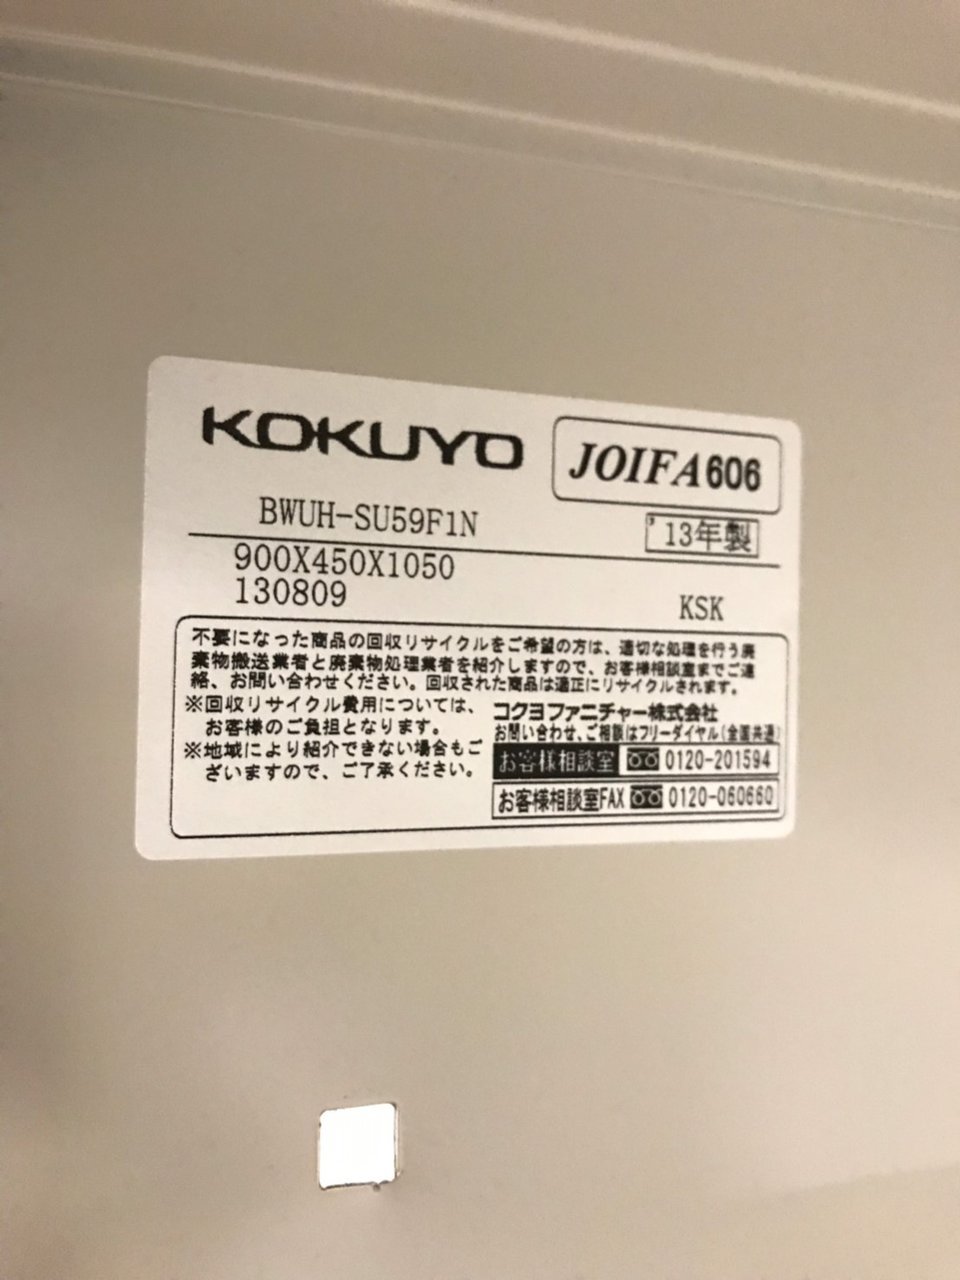 KOKUYO
JOIFA606
BWUH-SU59F1N
'13年製
900X450X1050
130809
KSK
不要になった商品の回収リサイクルをご希望の方は、適切な処理を行う廃
棄物搬送業者と廃棄物処理業者を紹介しますので、お客様相談室までご連
絡、お問い合わせください。回収された商品は適正にリサイクルされます。
※回収リサイクル費用については、
お客様のご負担となります。
※地域により紹介できない場合もご
ざいますので、ご了承ください。
コクヨファニチャー株式会社
お問い合わせ、ご相談はフリーダイヤル(全国共通)
お客様相談室 0120-201594
お客様相談室FAX 0120-060660